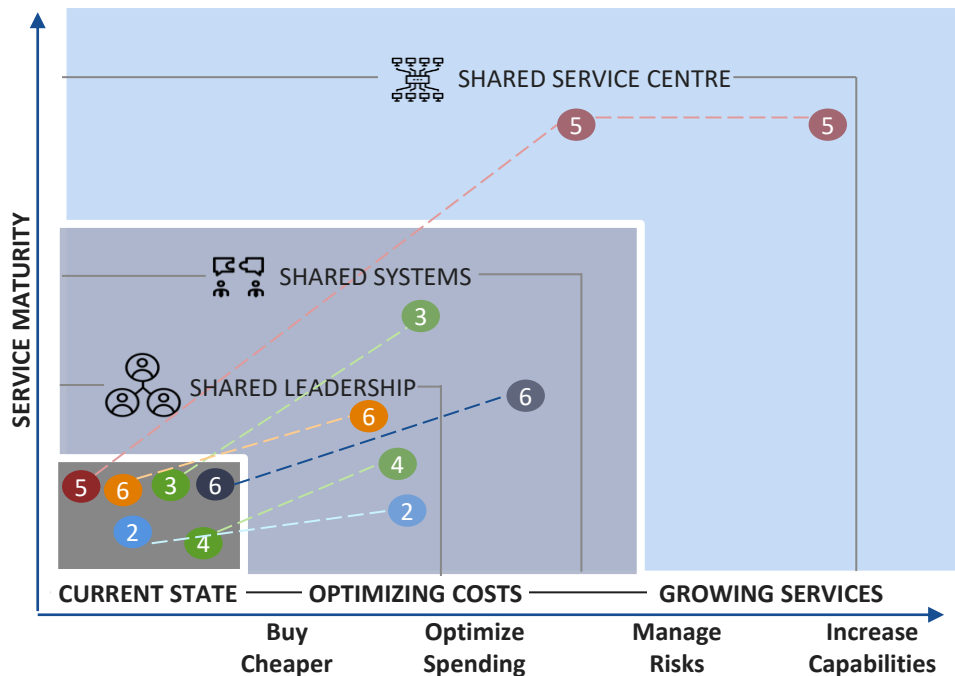 SHARED SERVICE CENTRE
5
5
SERVICE MATURITY
SHARED SYSTEMS
3
SHARED LEADERSHIP
6
6
4
5
6
3
6
2
2
4
CURRENT STATE
OPTIMIZING COSTS
GROWING SERVICES
Buy
Cheaper
Optimize
Spending
Manage
Risks
Increase
Capabilities